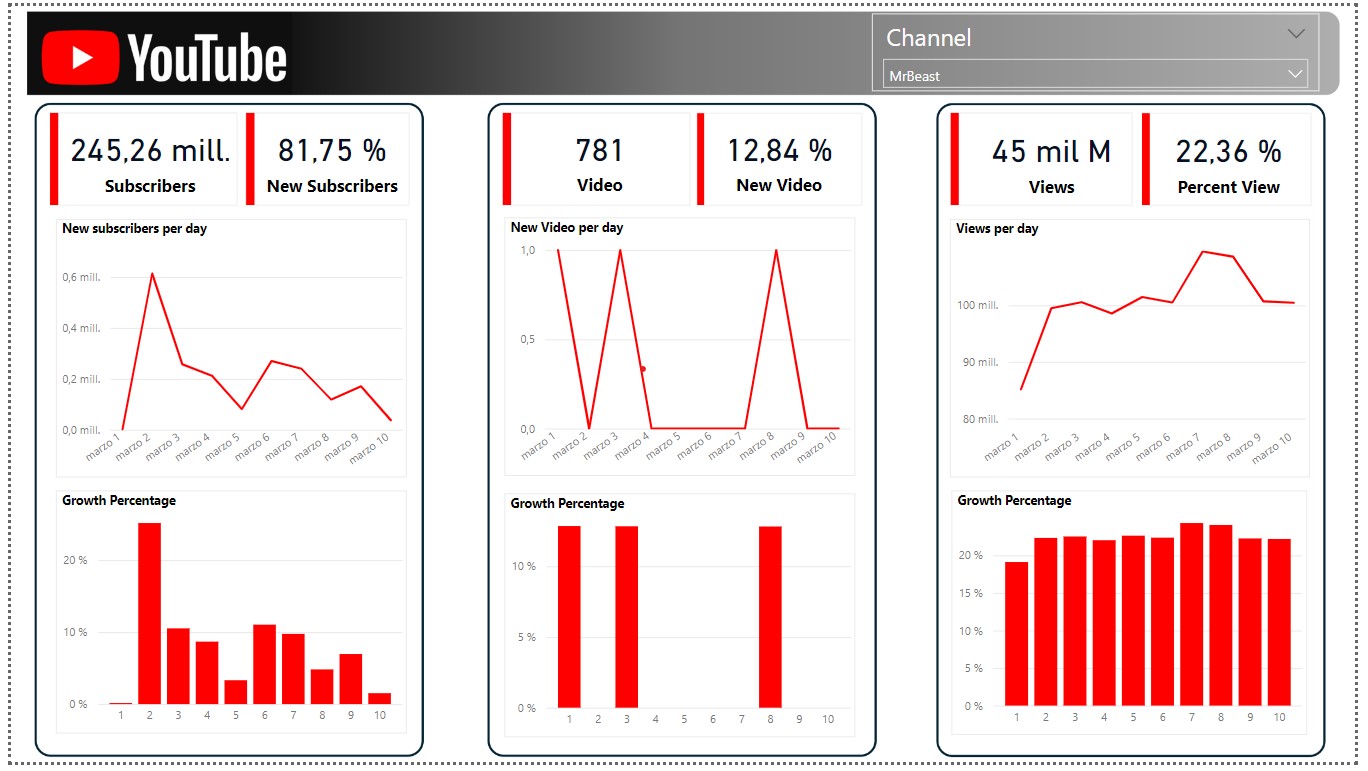 YouTube
Channel
MrBeast
245,26 mill.
Subscribers
81,75 %
New Subscribers
New subscribers per day
0,6 mill.
0,4 mill.
0,2 mill.
0,0 mill.
marzo 1
marzo 2
marzo 3
marzo 4
marzo 5
marzo 6
marzo 7
marzo 8
marzo 9
marzo 10
Growth Percentage
20 %
10 %
0 %
1 2 3 4 5 6 7 8 9 10
781
Video
12,84 %
New Video
New Video per day
1,0
0,5
0,0
marzo 1
marzo 2
marzo 3
marzo 4
marzo 5
marzo 6
marzo 7
marzo 8
marzo 9
marzo 10
Growth Percentage
10 %
5 %
0 %
1 2 3 4 5 6 7 8 9 10
45 mil M
Views
22,36 %
Percent View
Views per day
100 mill.
90 mill.
80 mill.
marzo 1
marzo 2
marzo 3
marzo 4
marzo 5
marzo 6
marzo 7
marzo 8
marzo 9
marzo 10
Growth Percentage
20 %
15 %
10 %
5 %
0 %
1 2 3 4 5 6 7 8 9 10